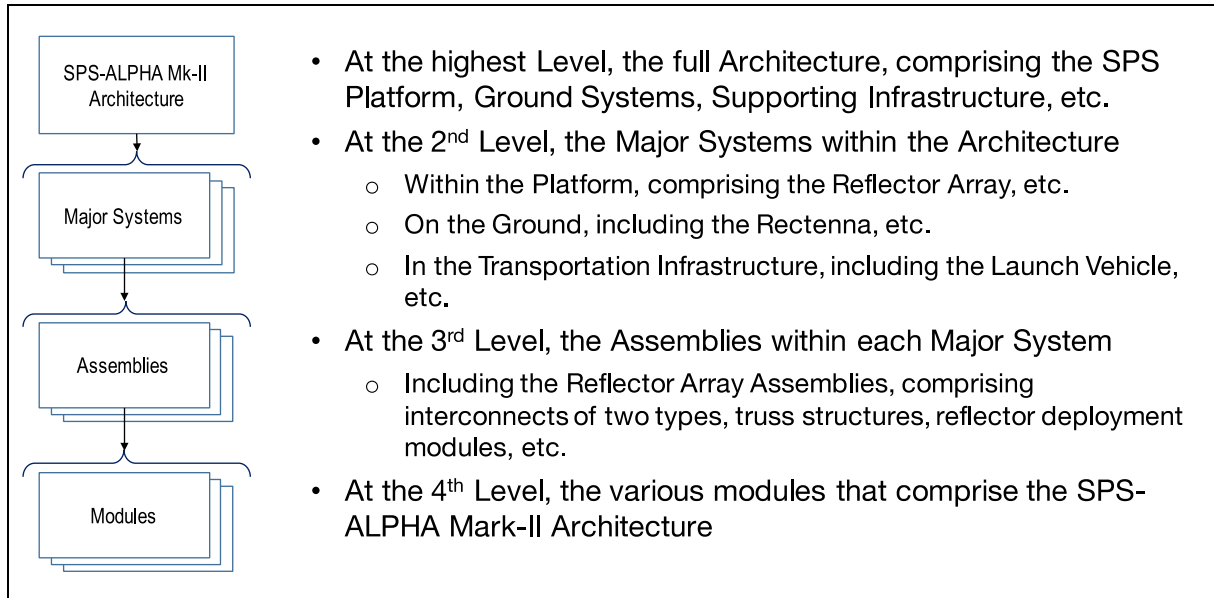 SPS-ALPHA Mk-II
Architecture
Major Systems
Assemblies
Modules
• At the highest Level, the full Architecture, comprising the SPS
Platform, Ground Systems, Supporting Infrastructure, etc.
• At the 2nd Level, the Major Systems within the Architecture
o Within the Platform, comprising the Reflector Array, etc.
o On the Ground, including the Rectenna, etc.
o In the Transportation Infrastructure, including the Launch Vehicle,
etc.
• At the 3rd Level, the Assemblies within each Major System
o Including the Reflector Array Assemblies, comprising
interconnects of two types, truss structures, reflector deployment
modules, etc.
• At the 4th Level, the various modules that comprise the SPS-
ALPHA Mark-II Architecture